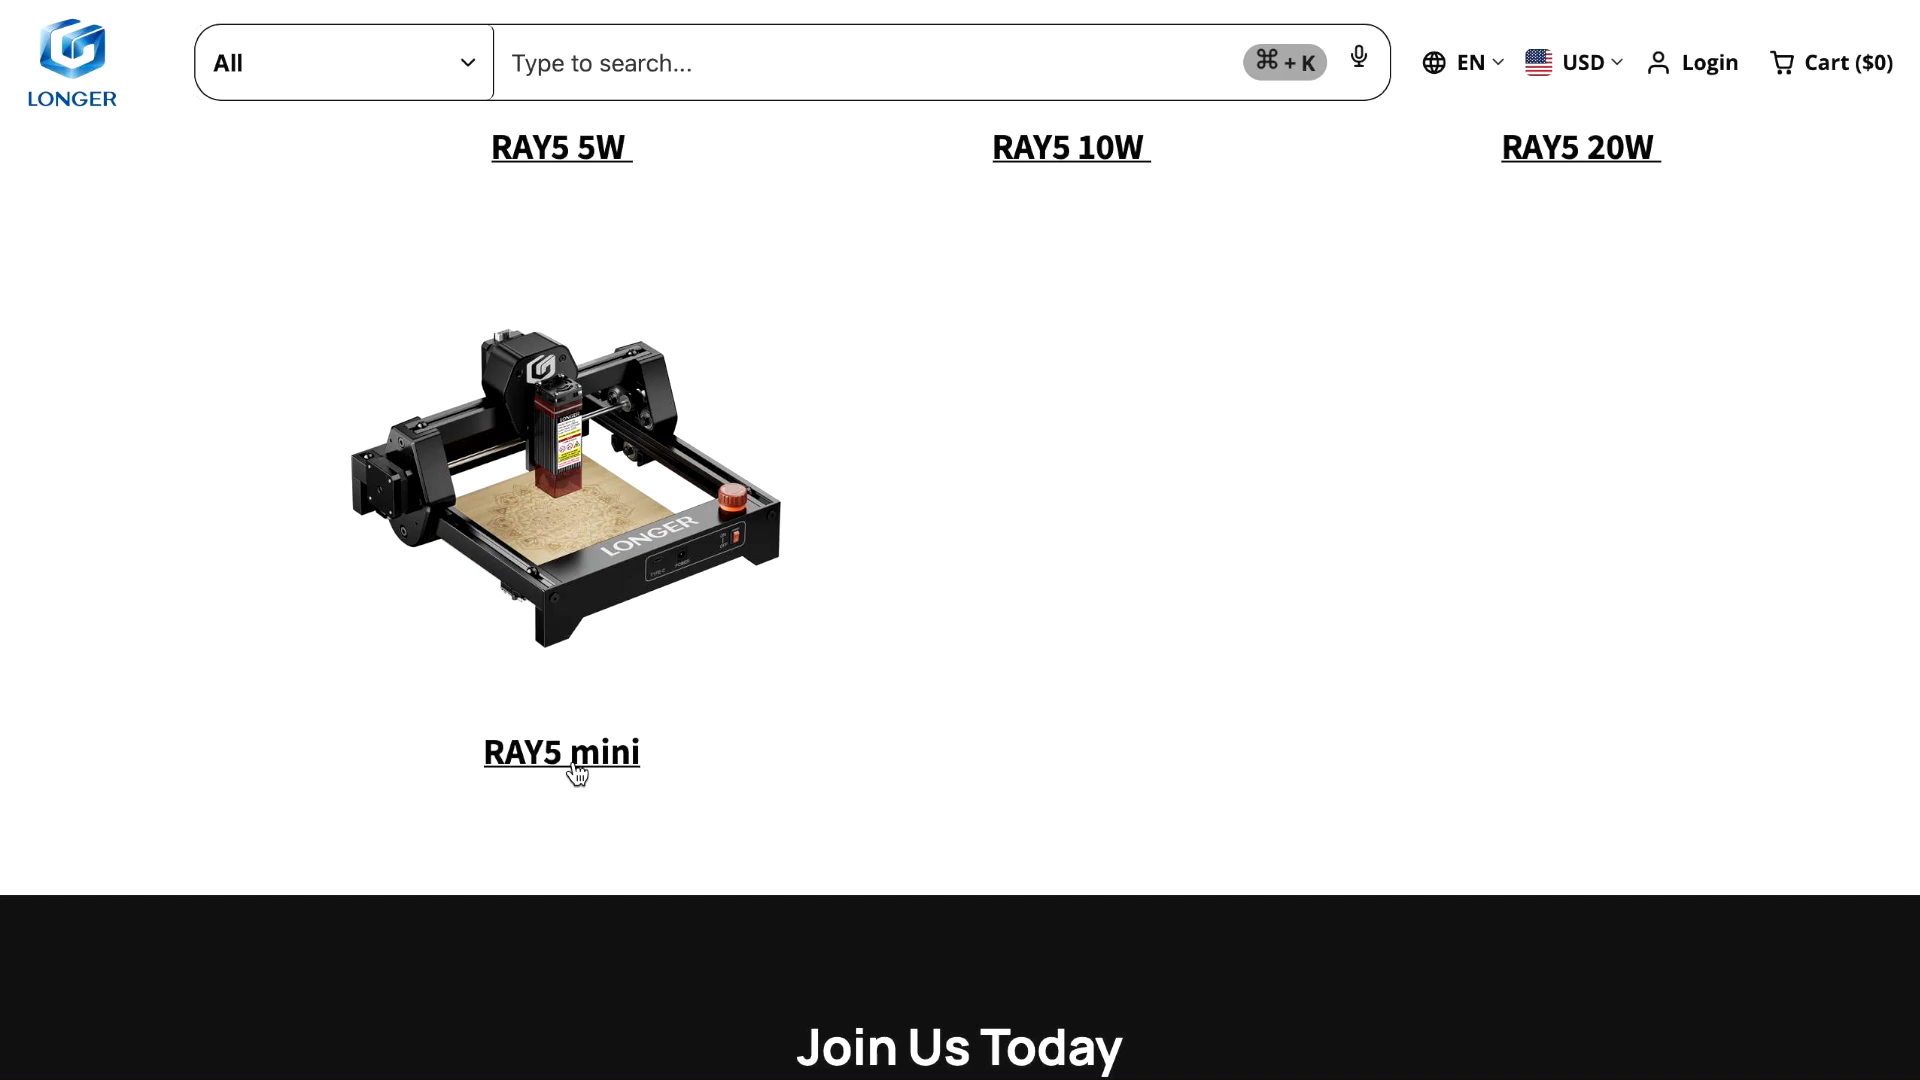 LONGER
All
Type to search...
⌘ + K
EN
USD
Login
Cart ($0)
RAY5 5W
RAY5 10W
RAY5 20W
LONGER
RAY5 mini
Join Us Today